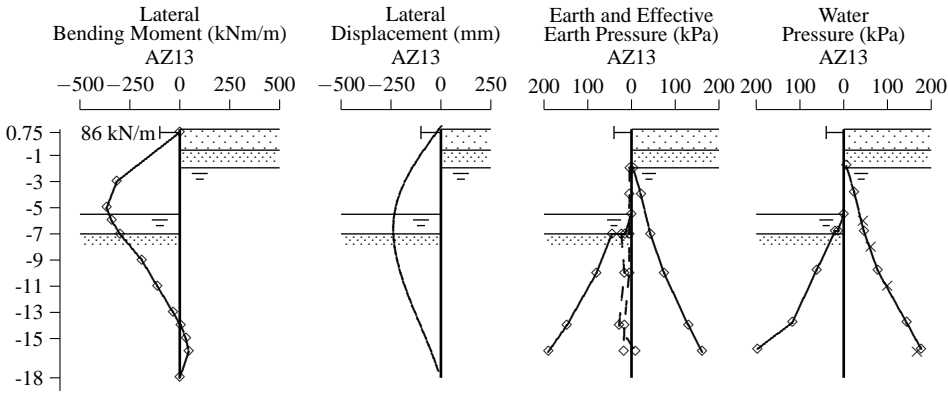 Lateral
Bending Moment (kNm/m)
AZ13
−500 −250 0 250 500
Lateral
Displacement (mm)
AZ13
−250 0 250
Earth and Effective
Earth Pressure (kPa)
AZ13
200 100 0 100 200
Water
Pressure (kPa)
AZ13
200 100 0 100 200
0.75
86 kN/m
-1
-3
-5
-7
-9
-11
-13
-15
-18